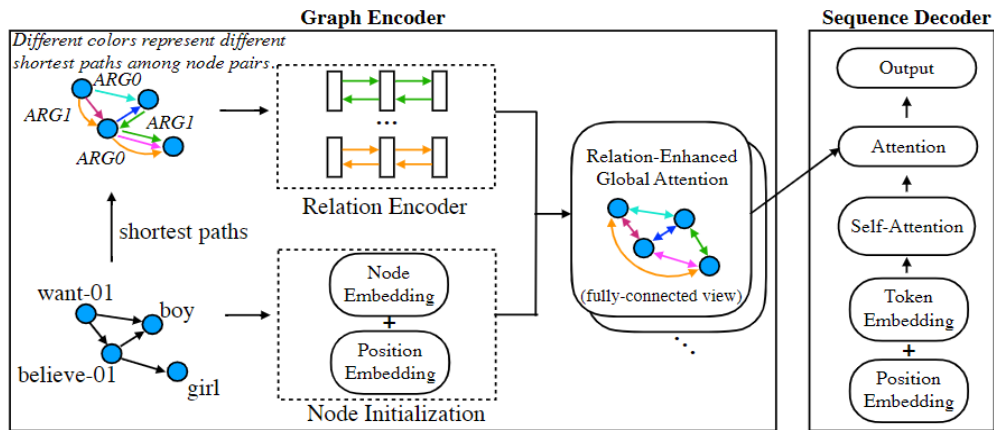 Graph Encoder
Different colors represent different
shortest paths among node pairs..
ARG0
ARG1
ARG1
ARG0
...
Relation Encoder
shortest paths
want-01
boy
believe-01
girl
Node
Embedding
+
Position
Embedding
Node Initialization
Relation-Enhanced
Global Attention
(fully-connected view)
Sequence Decoder
Output
Attention
Self-Attention
Token
Embedding
+
Position
Embedding